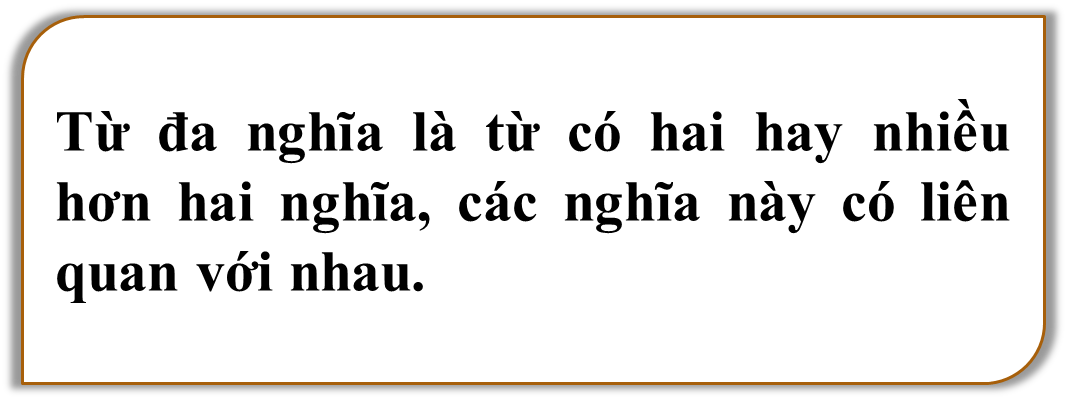 Từ đa nghĩa là từ có hai hay nhiều
hơn hai nghĩa, các nghĩa này có liên
quan với nhau.